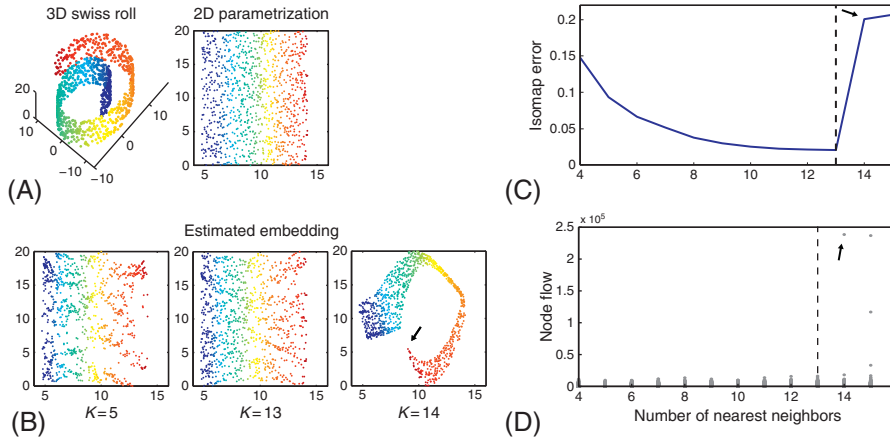 3D swiss roll
20
0
10
0
−10
−10
0
10
(A)
2D parametrization
20
15
10
5
0
5 10 15
Estimated embedding
20
15
10
5
0
5 10 15
K=5
20
15
10
5
0
5 10 15
K=13
20
15
10
5
0
5 10 15
K=14
(B)
Isomap error
0.2
0.15
0.1
0.05
0
4 6 8 10 12 14
(C)
Node flow
× 10⁵
2.5
2
1.5
1
0.5
0
4 6 8 10 12 14
Number of nearest neighbors
(D)